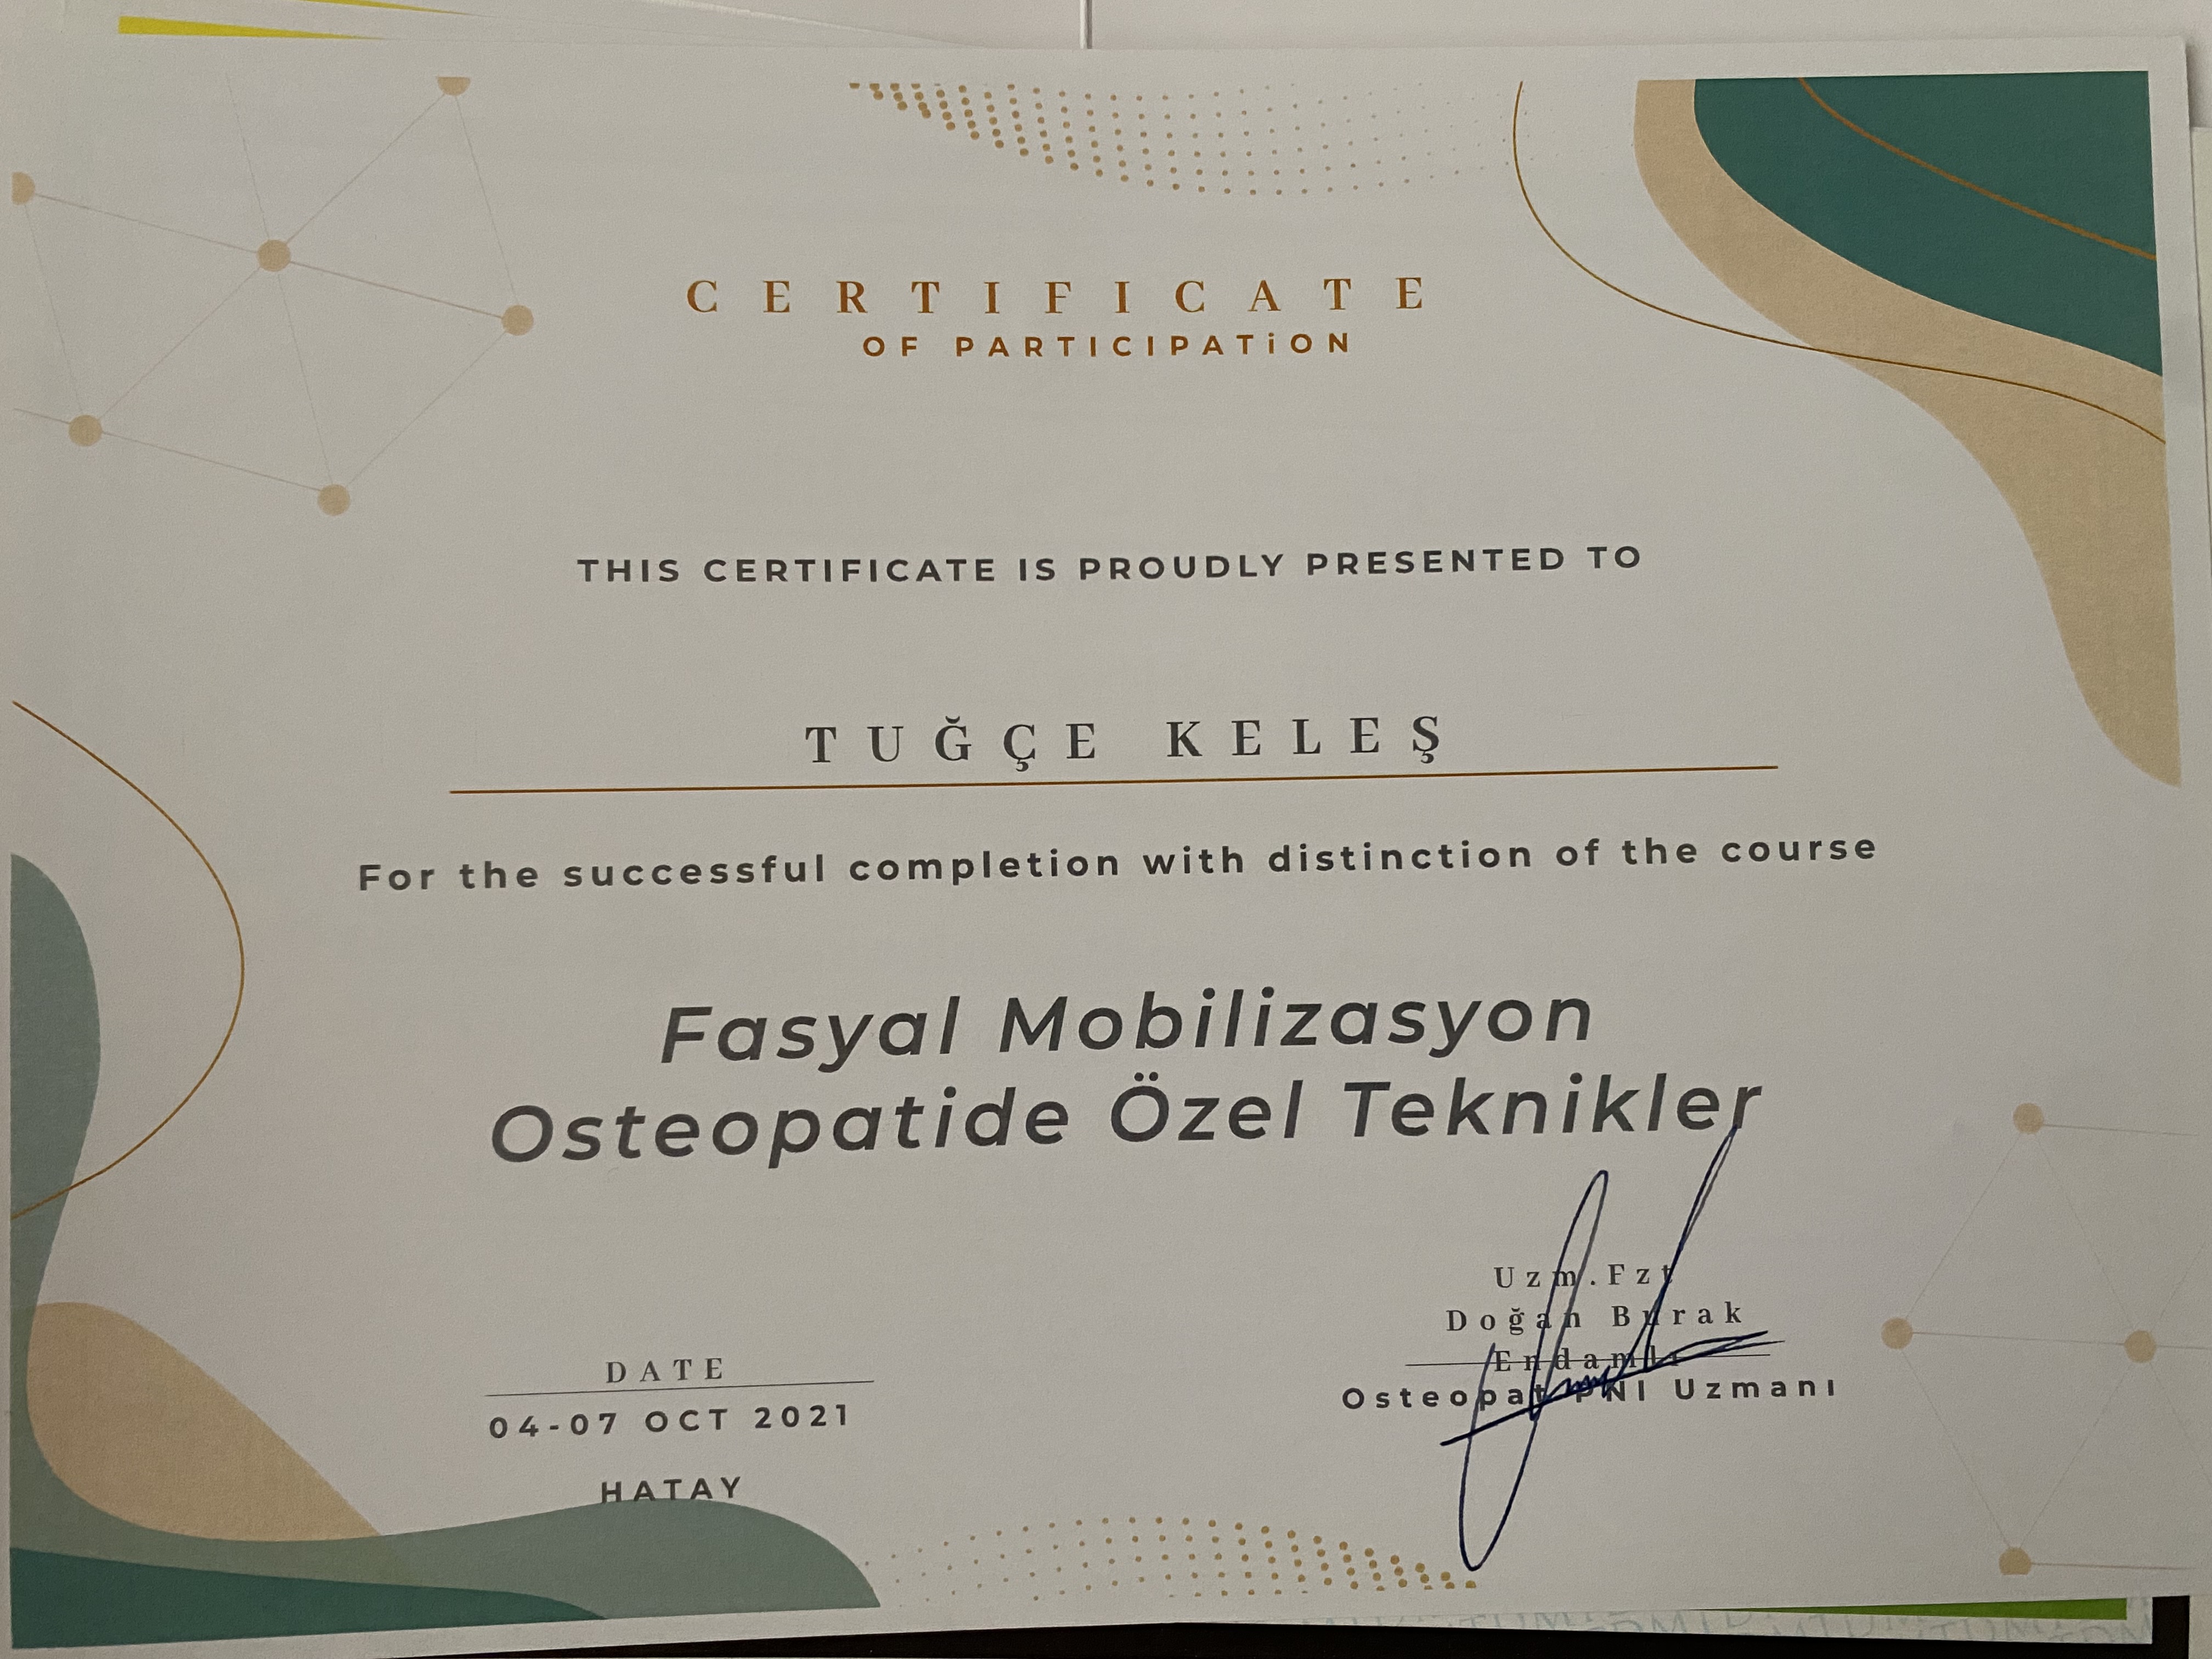 CERTIFICATE
OF PARTICIPATiON
THIS CERTIFICATE IS PROUDLY PRESENTED TO
TUĞÇE KELEŞ
For the successful completion with distinction of the course
Fasyal Mobilizasyon
Osteopatide Özel Teknikler
Uzm.Fzt
Doğan Burak
Endamlı
Osteopat PNI Uzmanı
DATE
04-07 OCT 2021
HATAY